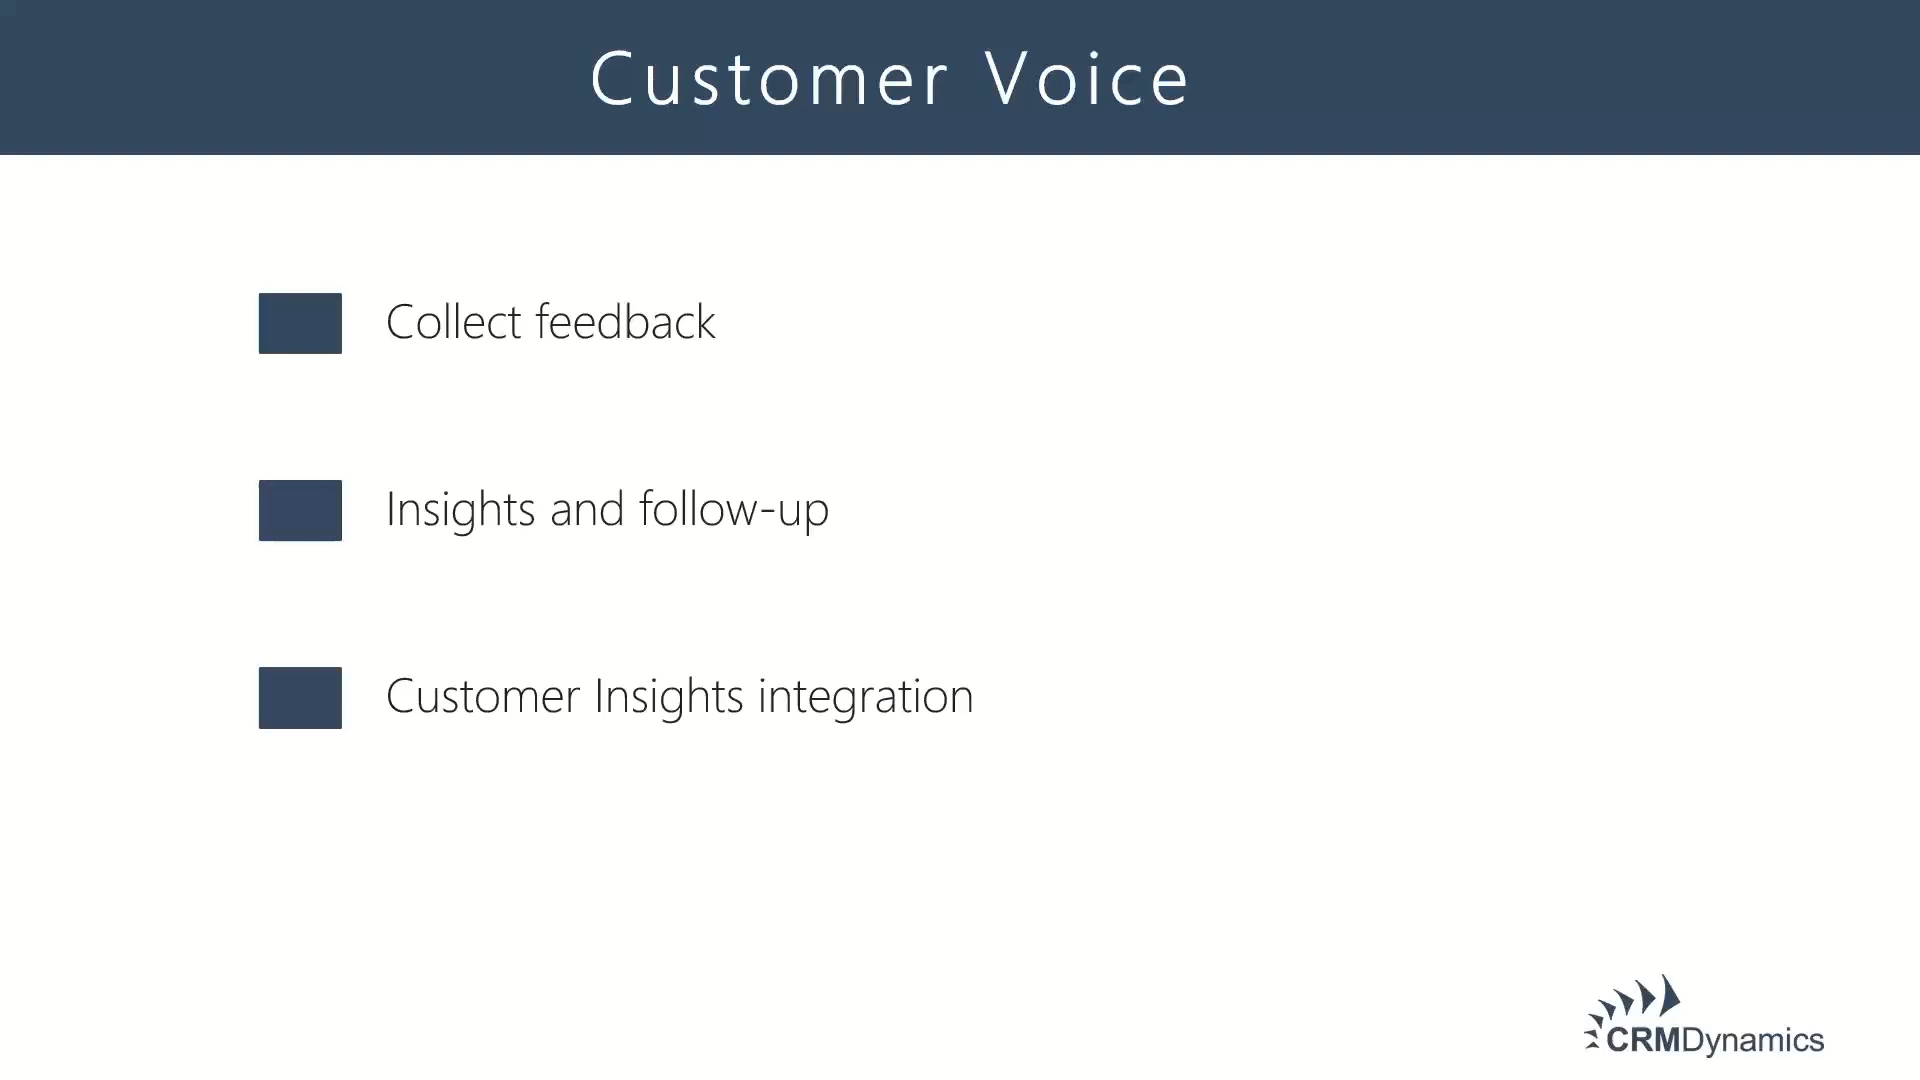 Customer Voice
Collect feedback
Insights and follow-up
Customer Insights integration
CRMDynamics